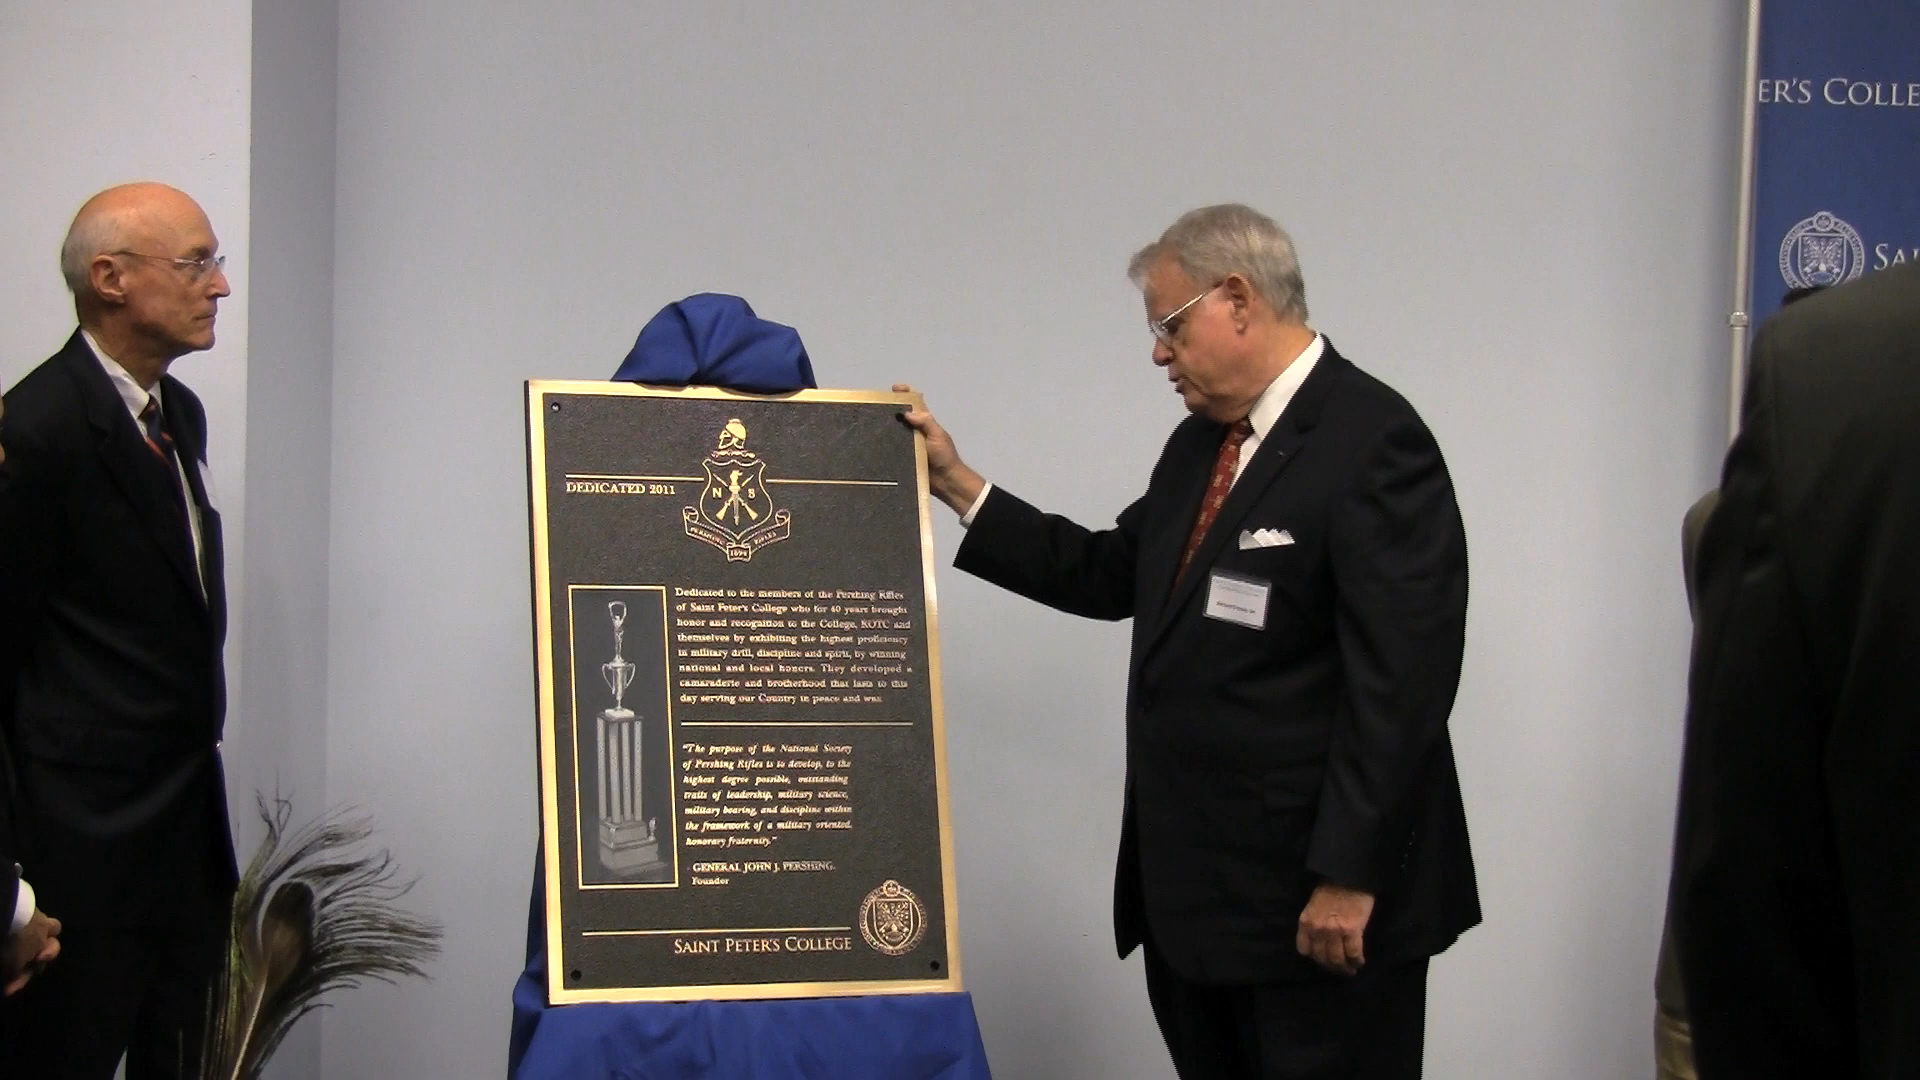 ER'S COLLE
SA
DEDICATED 2011
N B
PERSHING RIFLES
1894
Dedicated to the members of the Pershing Rifles
of Saint Peter's College who for 40 years brought
honor and recognition to the College, ROTC and
themselves by exhibiting the highest proficiency
in military drill, discipline and spirit, by winning
national and local honors. They developed a
camaraderie and brotherhood that lasts to this
day serving our Country in peace and war.
"The purpose of the National Society
of Pershing Rifles is to develop, to the
highest degree possible, outstanding
traits of leadership, military science,
military bearing, and discipline within
the framework of a military oriented,
honorary fraternity."
- GENERAL JOHN J. PERSHING,
Founder
SAINT PETER'S COLLEGE